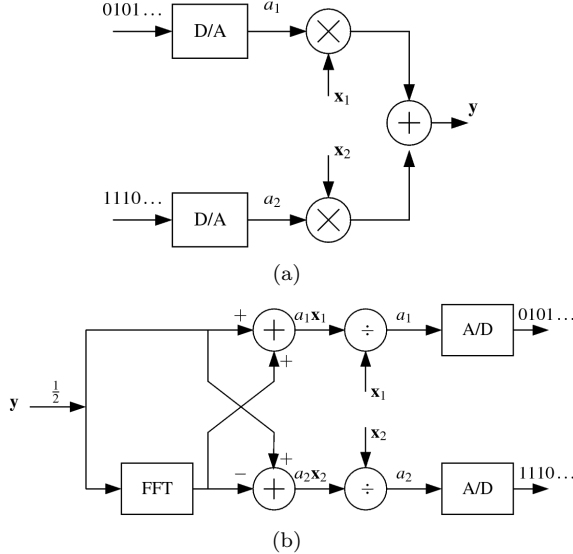 0101… D/A a₁ ×
x₁
+ y
x₂
1110… D/A a₂ ×
(a)
+ + a₁x₁ ÷ a₁ A/D 0101…
+
x₁
y ½
x₂
+
FFT − + a₂x₂ ÷ a₂ A/D 1110…
(b)